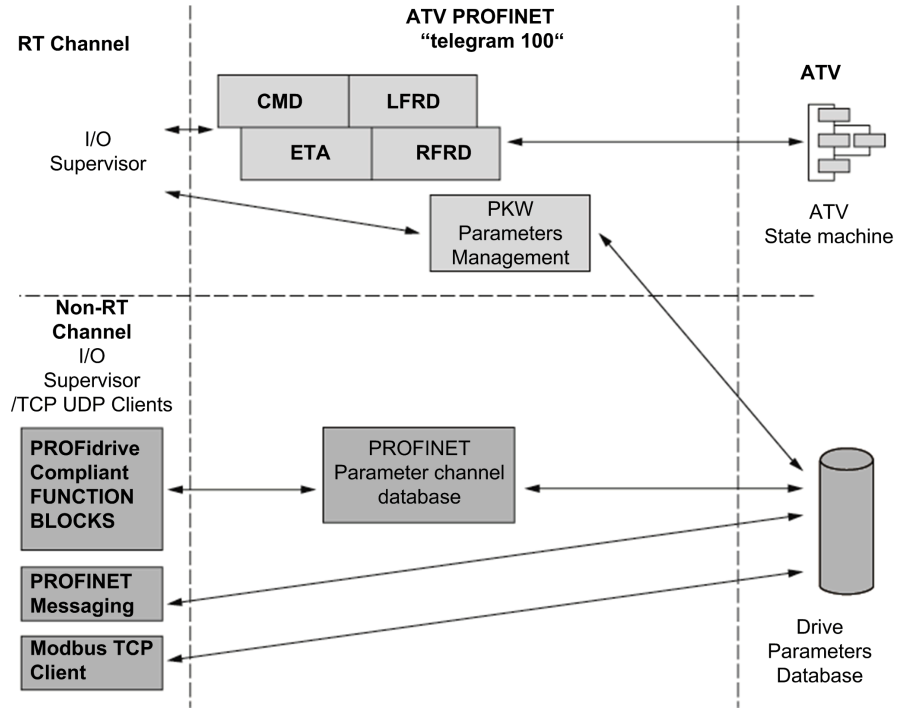 RT Channel
ATV PROFINET
“telegram 100“
ATV
CMD
LFRD
ETA
RFRD
I/O
Supervisor
PKW
Parameters
Management
ATV
State machine
Non-RT
Channel
I/O
Supervisor
/TCP UDP Clients
PROFidrive
Compliant
FUNCTION
BLOCKS
PROFINET
Parameter channel
database
PROFINET
Messaging
Modbus TCP
Client
Drive
Parameters
Database